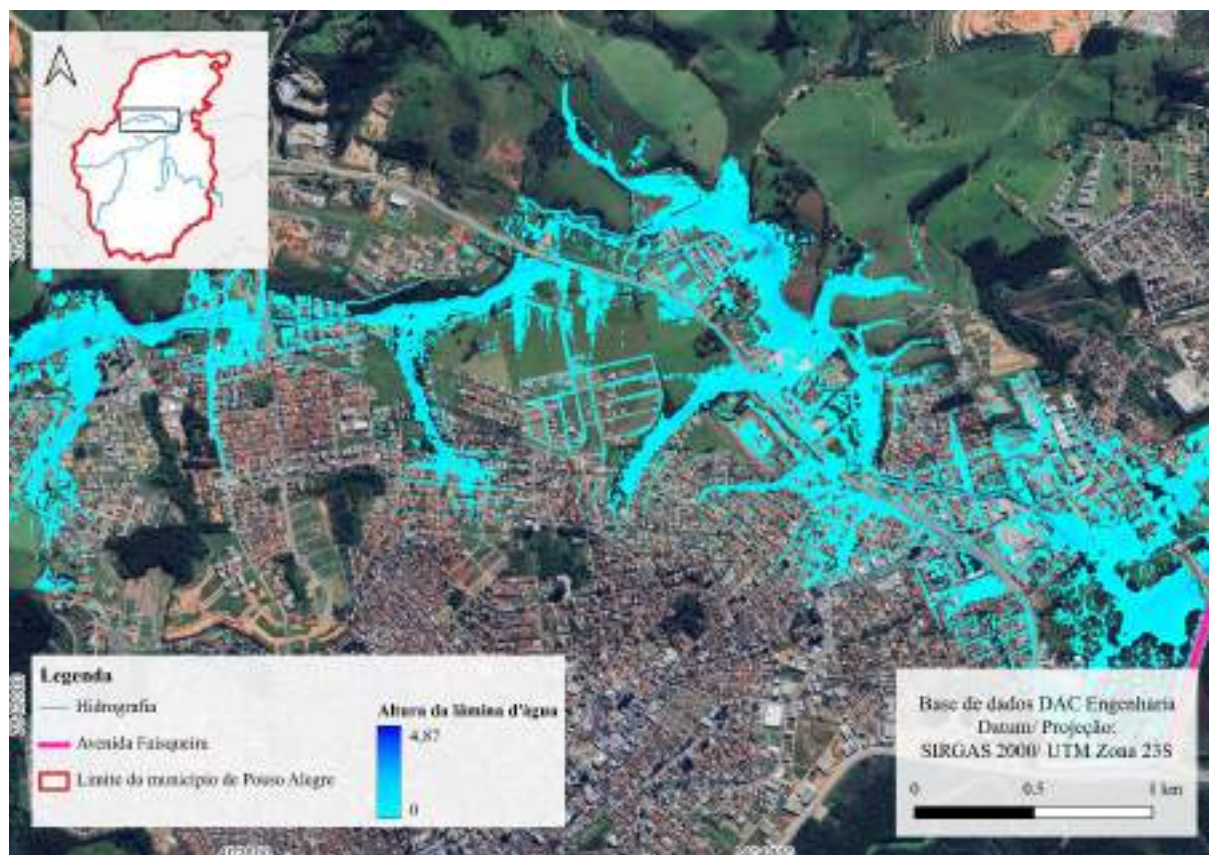 Legenda
Hidrografia
Avenida Faisqueira
Limite do município de Pouso Alegre
Altura da lâmina d'água
4,87
0
Base de dados DAC Engenharia
Datum/ Projeção:
SIRGAS 2000/ UTM Zona 23S
0 0.5 1 km